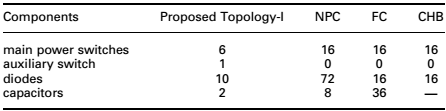 Components Proposed Topology-I NPC FC CHB
main power switches 6 16 16 16
auxiliary switch 1 0 0 0
diodes 10 72 16 16
capacitors 2 8 36 —